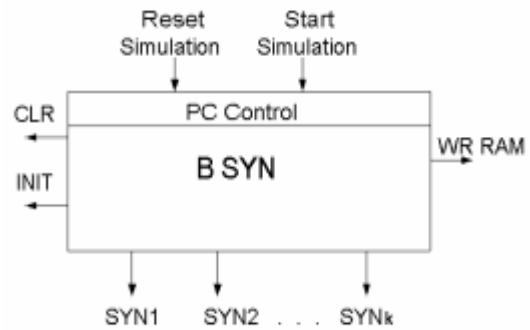 Reset Simulation
Start Simulation
PC Control
CLR
B SYN
WR RAM
INIT
SYN1 SYN2 . . . SYNk